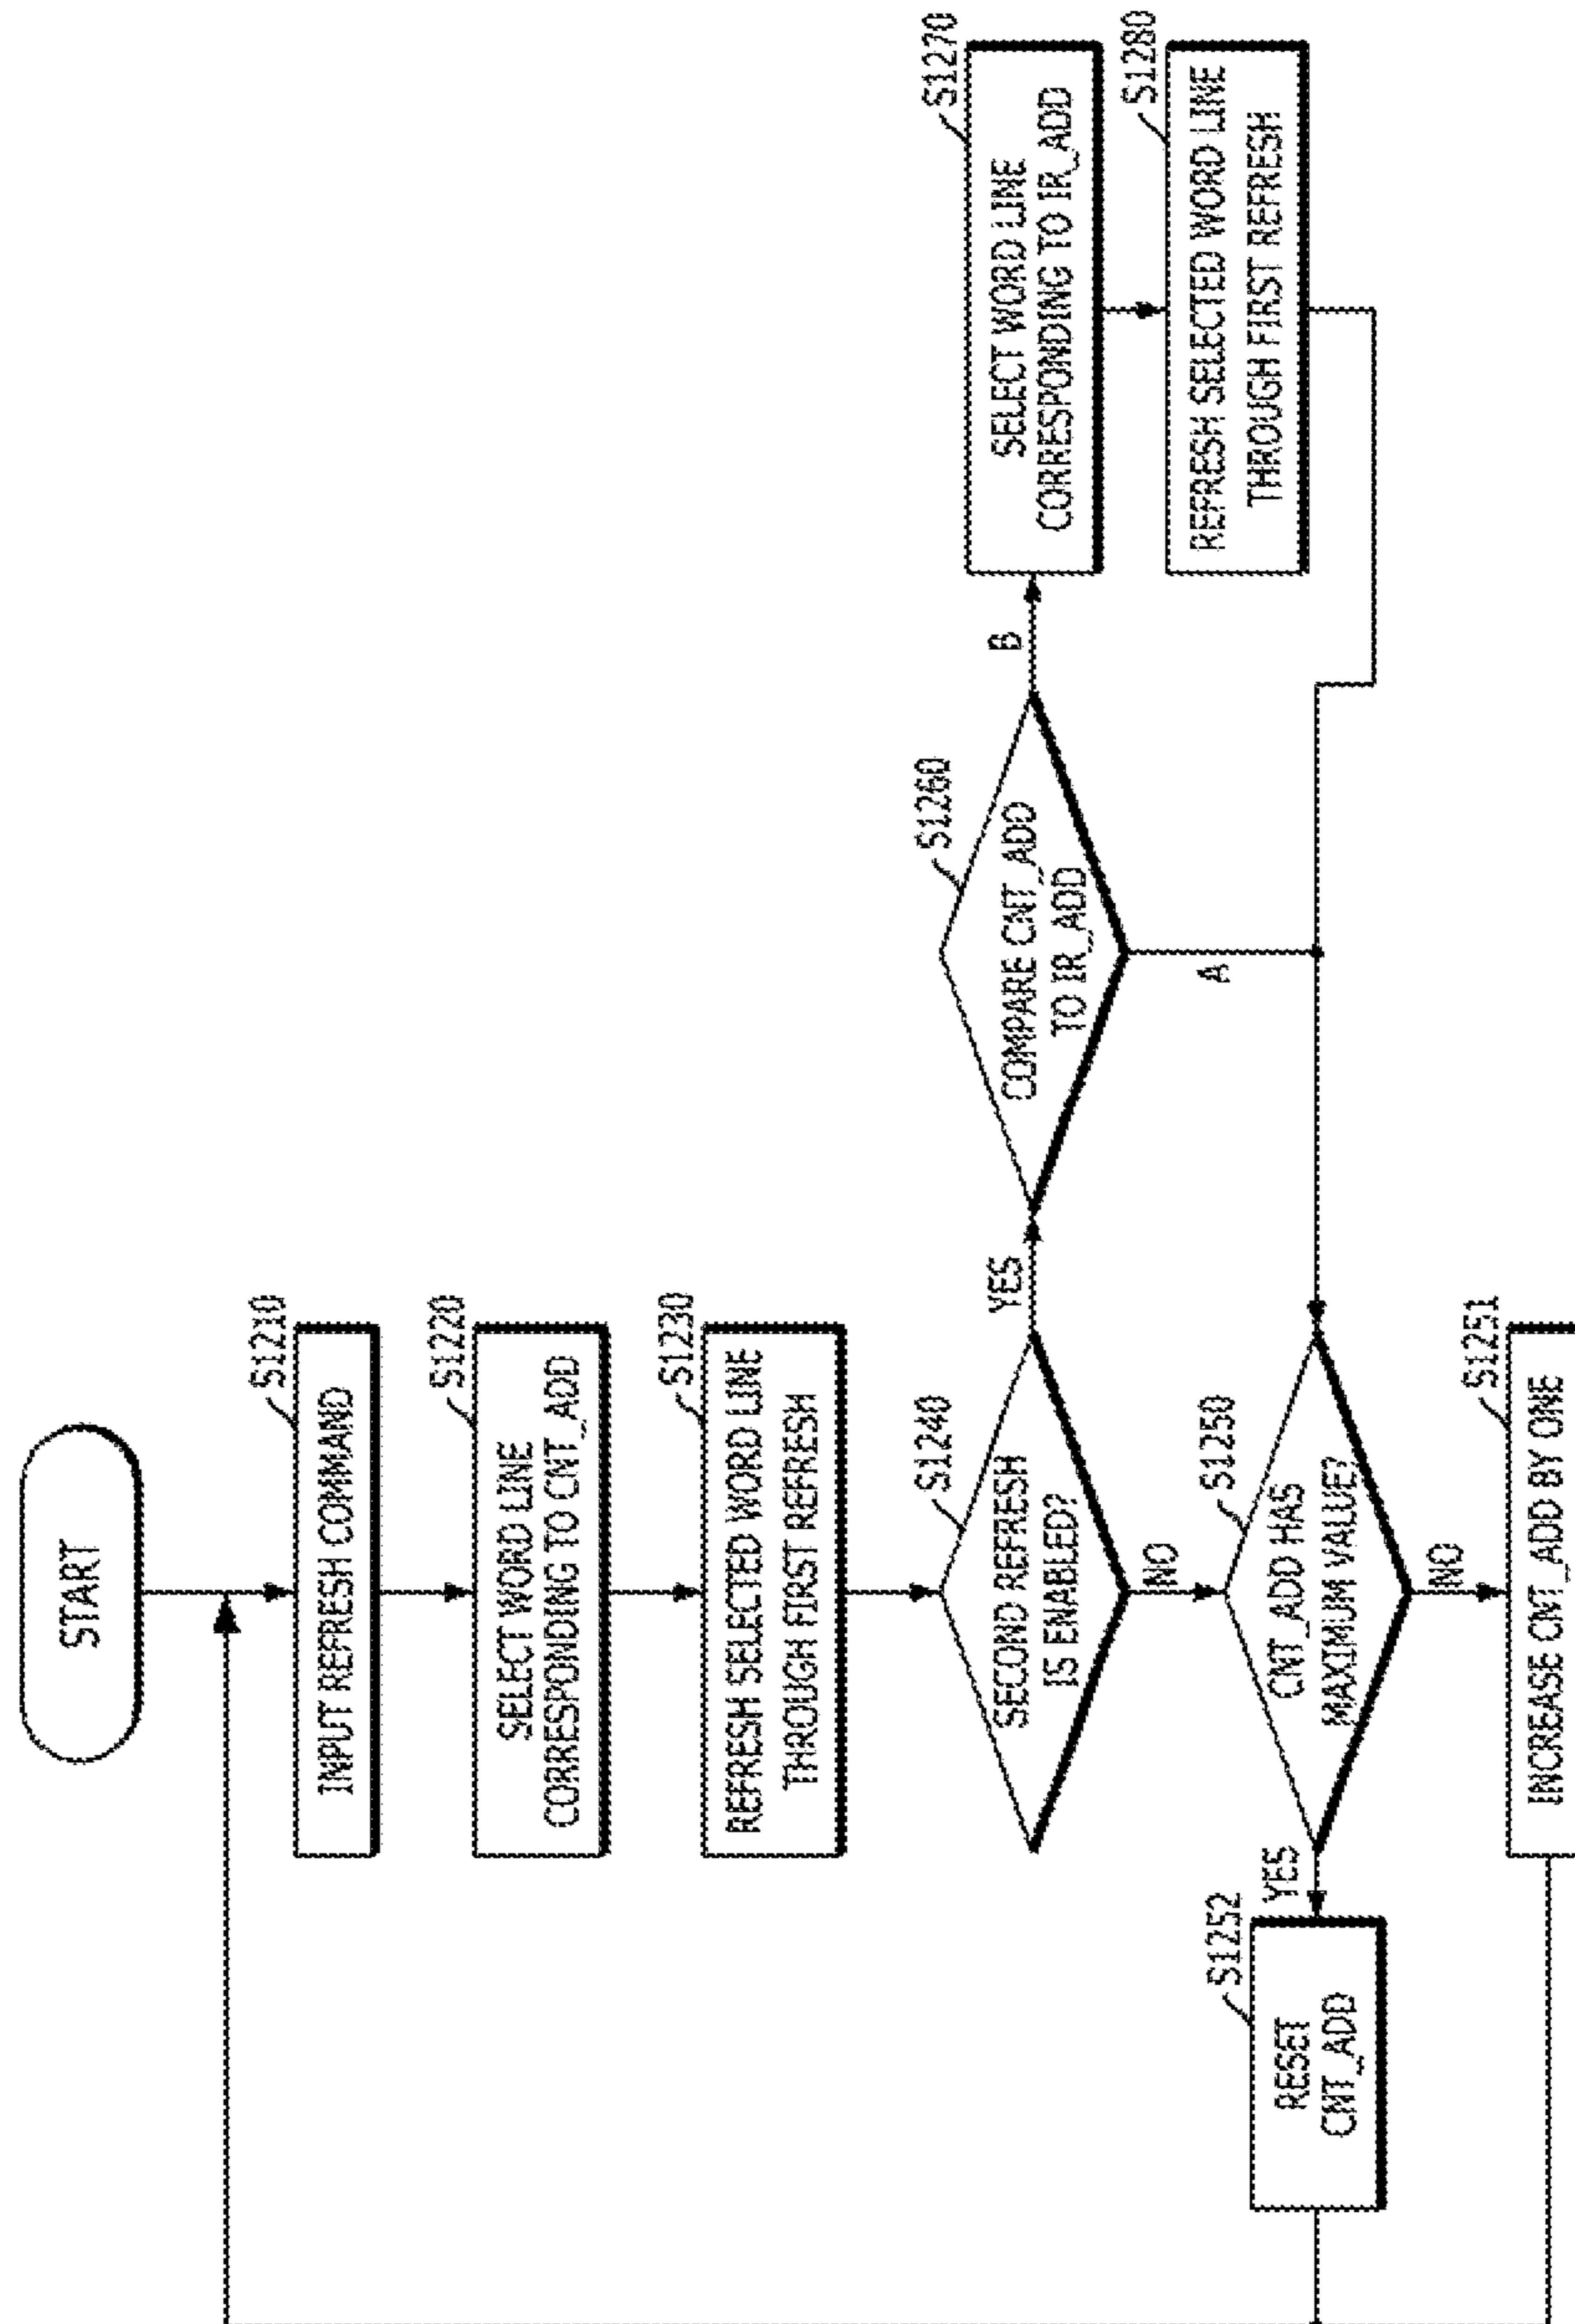 START
S1210
INPUT REFRESH COMMAND
S1220
SELECT WORD LINE
CORRESPONDING TO CNT_ADD
S1230
REFRESH SELECTED WORD LINE
THROUGH FIRST REFRESH
S1240
SECOND REFRESH
IS ENABLED?
YES
NO
S1260
COMPARE CNT_ADD
TO IR_ADD
B
A
S1270
SELECT WORD LINE
CORRESPONDING TO IR_ADD
S1280
REFRESH SELECTED WORD LINE
THROUGH FIRST REFRESH
S1250
CNT_ADD HAS
MAXIMUM VALUE?
YES
NO
S1252
RESET
CNT_ADD
S1251
INCREASE CNT_ADD BY ONE